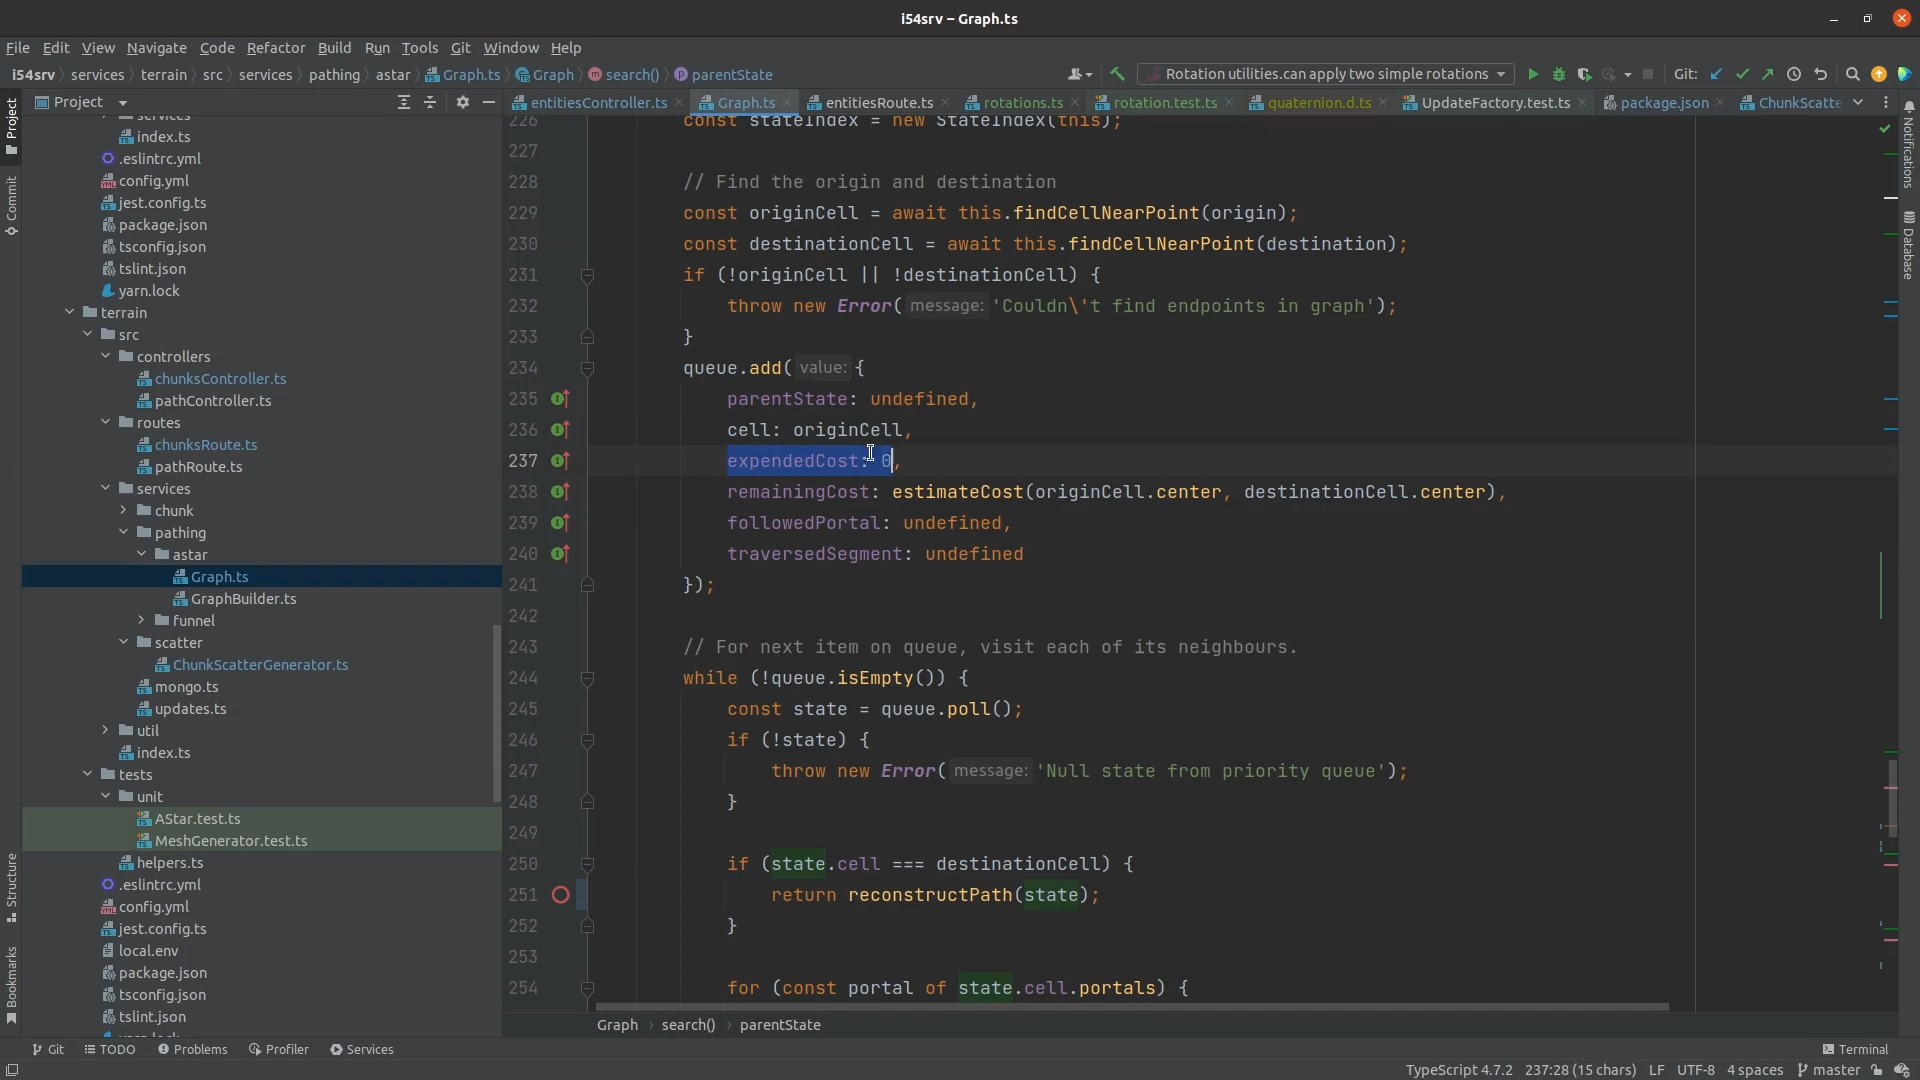 i54srv – Graph.ts
File Edit View Navigate Code Refactor Build Run Tools Git Window Help
i54srv services terrain src services pathing astar Graph.ts Graph search() parentState
Rotation utilities.can apply two simple rotations
Git:
Project
entitiesController.ts Graph.ts entitiesRoute.ts rotations.ts rotation.test.ts quaternion.d.ts UpdateFactory.test.ts package.json ChunkScatte
Project
Commit
Structure
Bookmarks
Notifications
Database
services
index.ts
.eslintrc.yml
config.yml
jest.config.ts
package.json
tsconfig.json
tslint.json
yarn.lock
terrain
src
controllers
chunksController.ts
pathController.ts
routes
chunksRoute.ts
pathRoute.ts
services
chunk
pathing
astar
Graph.ts
GraphBuilder.ts
funnel
scatter
ChunkScatterGenerator.ts
mongo.ts
updates.ts
util
index.ts
tests
unit
AStar.test.ts
MeshGenerator.test.ts
helpers.ts
.eslintrc.yml
config.yml
jest.config.ts
local.env
package.json
tsconfig.json
tslint.json
226 const stateIndex = new StateIndex(this);
227
228 // Find the origin and destination
229 const originCell = await this.findCellNearPoint(origin);
230 const destinationCell = await this.findCellNearPoint(destination);
231 if (!originCell || !destinationCell) {
232 throw new Error( message: 'Couldn\'t find endpoints in graph');
233 }
234 queue.add( value: {
235 parentState: undefined,
236 cell: originCell,
237 expendedCost: 0,
238 remainingCost: estimateCost(originCell.center, destinationCell.center),
239 followedPortal: undefined,
240 traversedSegment: undefined
241 });
242
243 // For next item on queue, visit each of its neighbours.
244 while (!queue.isEmpty()) {
245 const state = queue.poll();
246 if (!state) {
247 throw new Error( message: 'Null state from priority queue');
248 }
249
250 if (state.cell === destinationCell) {
251 return reconstructPath(state);
252 }
253
254 for (const portal of state.cell.portals) {
Graph search() parentState
Git TODO Problems Profiler Services Terminal
TypeScript 4.7.2 237:28 (15 chars) LF UTF-8 4 spaces master